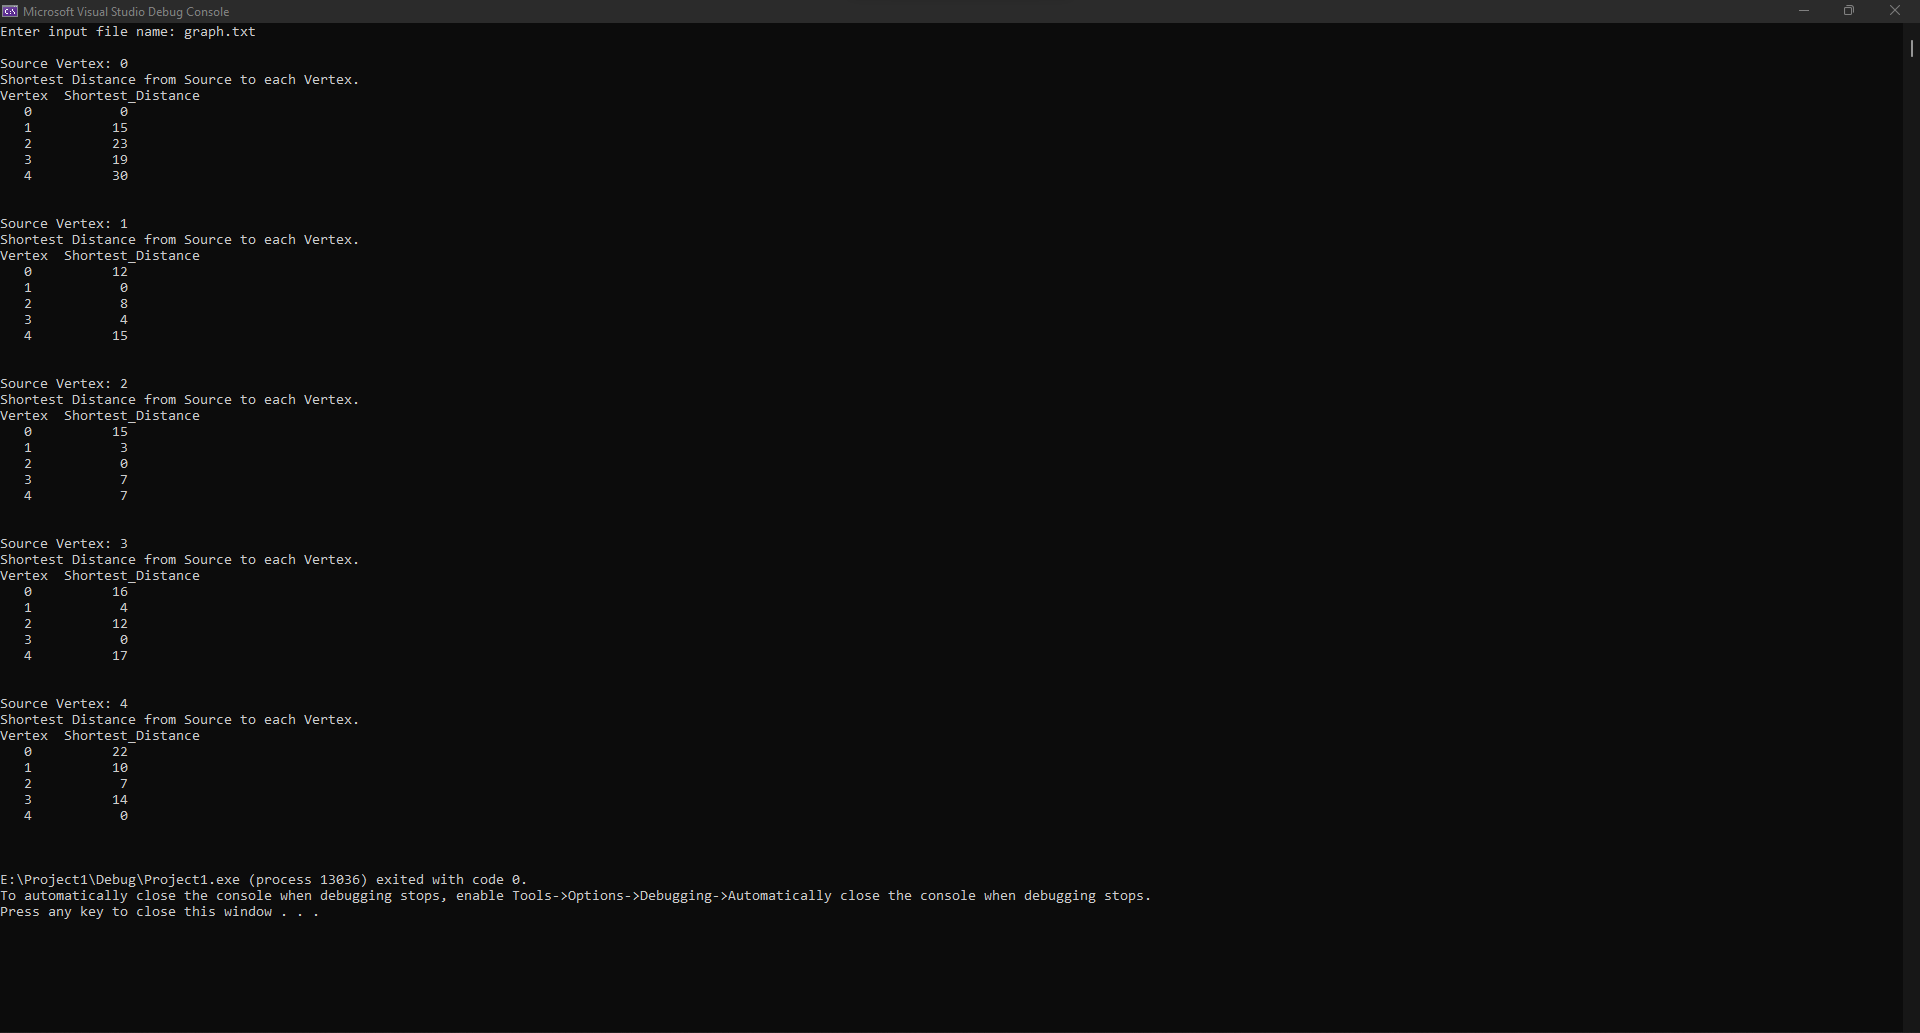 Microsoft Visual Studio Debug Console
Enter input file name: graph.txt
Source Vertex: 0
Shortest Distance from Source to each Vertex.
Vertex  Shortest_Distance
0 0
1 15
2 23
3 19
4 30
Source Vertex: 1
Shortest Distance from Source to each Vertex.
Vertex  Shortest_Distance
0 12
1 0
2 8
3 4
4 15
Source Vertex: 2
Shortest Distance from Source to each Vertex.
Vertex  Shortest_Distance
0 15
1 3
2 0
3 7
4 7
Source Vertex: 3
Shortest Distance from Source to each Vertex.
Vertex  Shortest_Distance
0 16
1 4
2 12
3 0
4 17
Source Vertex: 4
Shortest Distance from Source to each Vertex.
Vertex  Shortest_Distance
0 22
1 10
2 7
3 14
4 0
E:\Project1\Debug\Project1.exe (process 13036) exited with code 0.
To automatically close the console when debugging stops, enable Tools->Options->Debugging->Automatically close the console when debugging stops.
Press any key to close this window . . .